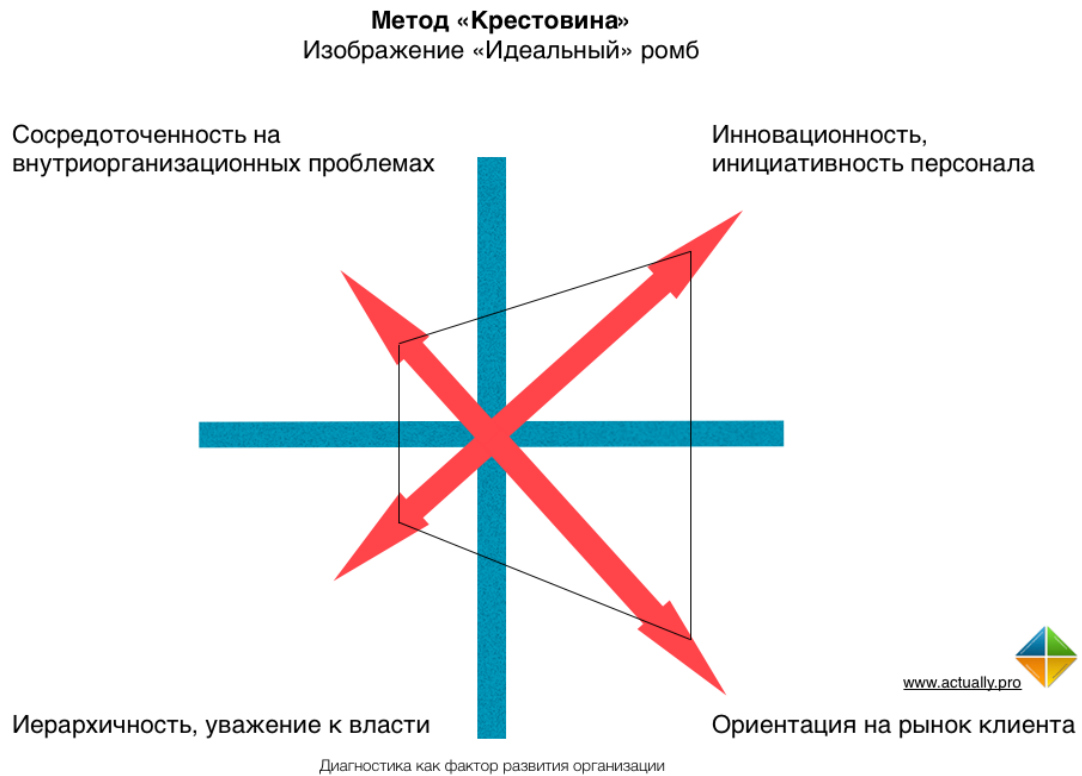 Метод «Крестовина»
Изображение «Идеальный» ромб
Сосредоточенность на
внутриорганизационных проблемах
Инновационность,
инициативность персонала
www.actually.pro
Иерархичность, уважение к власти
Ориентация на рынок клиента
Диагностика как фактор развития организации